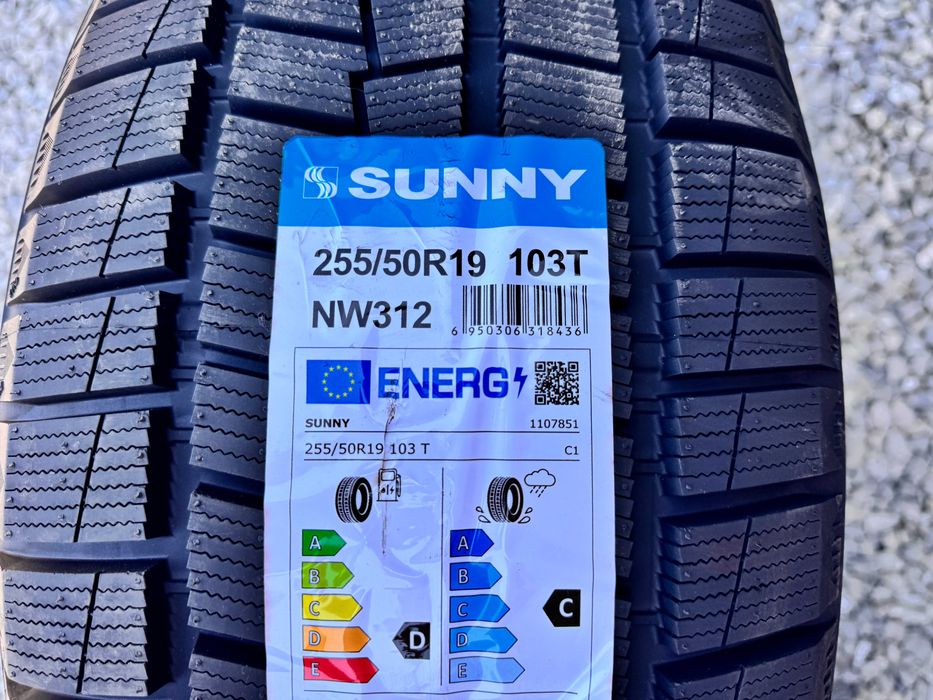 SUNNY
255/50R19 103T
NW312
6 950306 318436
ENERG
SUNNY 1107851
255/50R19 103 T C1
A A
B B
C C C
D D D
E E